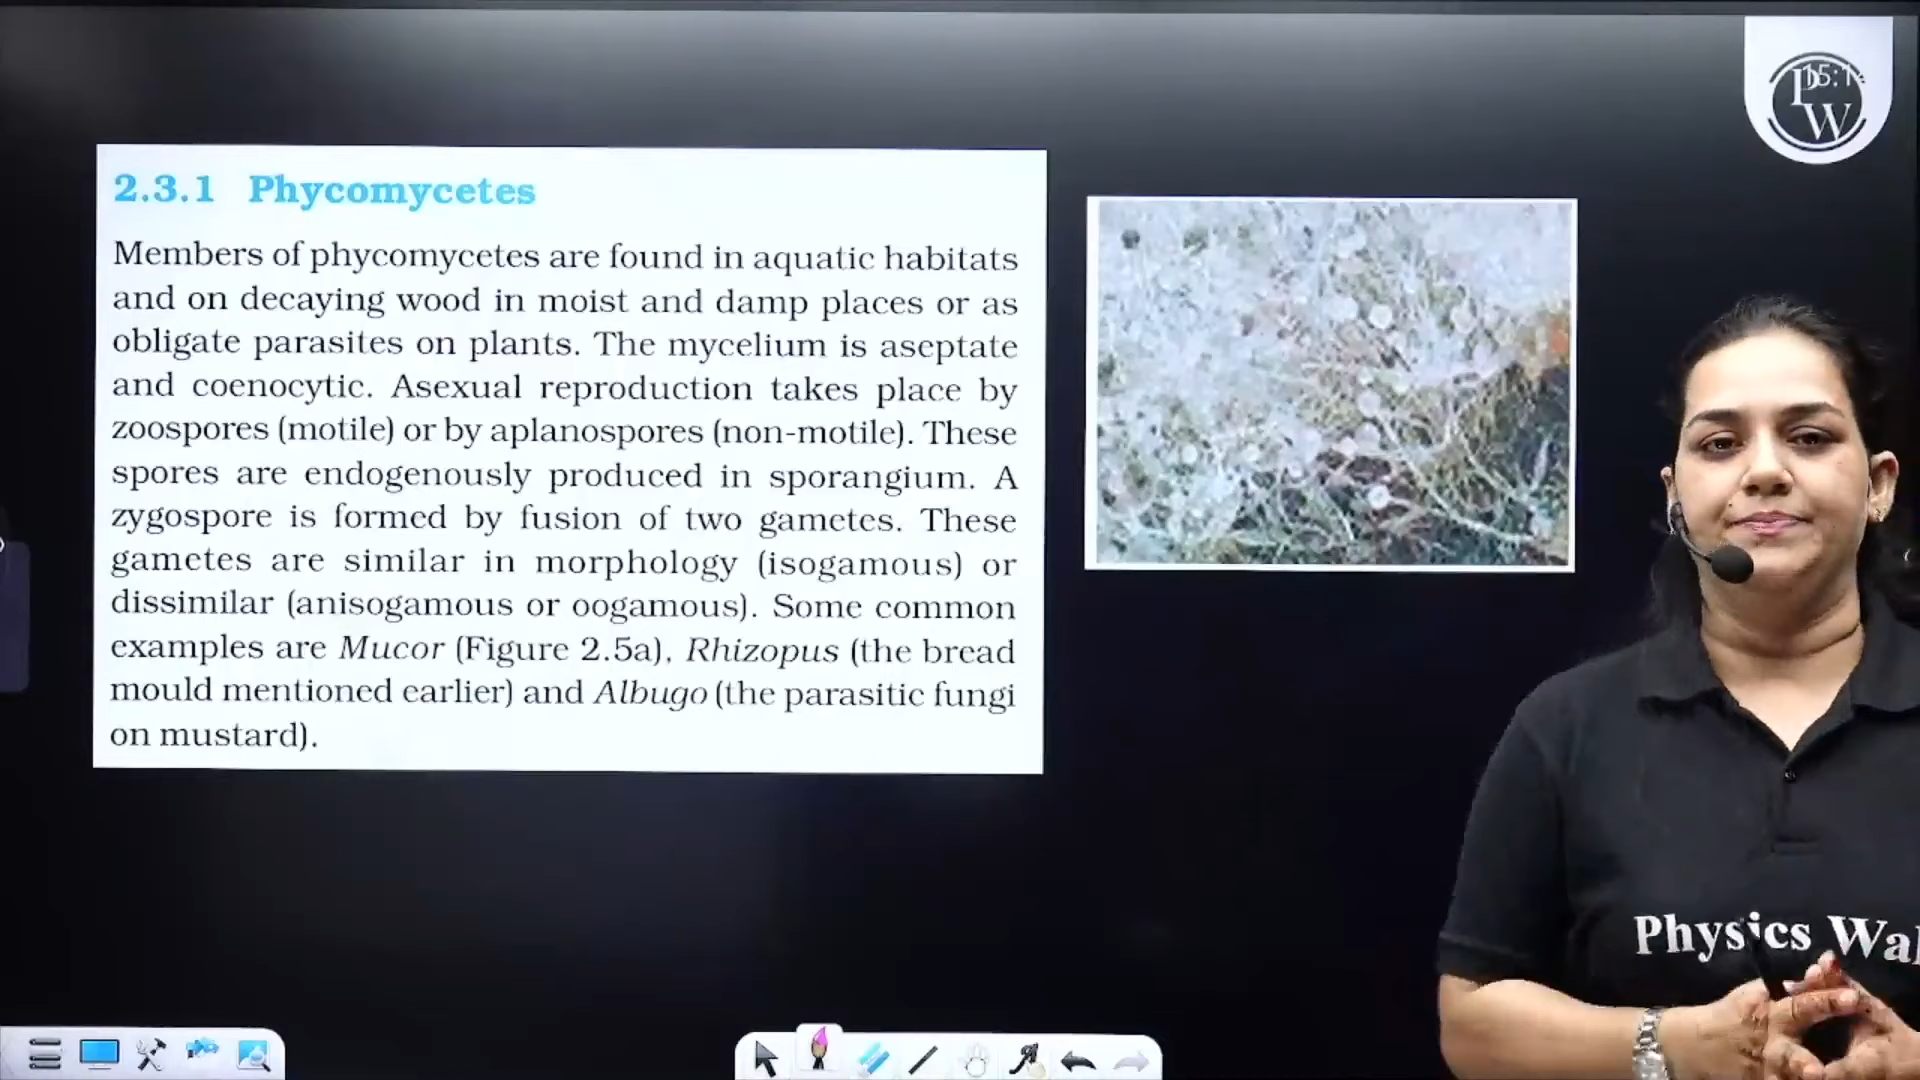 2.3.1 Phycomycetes
Members of phycomycetes are found in aquatic habitats
and on decaying wood in moist and damp places or as
obligate parasites on plants. The mycelium is aseptate
and coenocytic. Asexual reproduction takes place by
zoospores (motile) or by aplanospores (non-motile). These
spores are endogenously produced in sporangium. A
zygospore is formed by fusion of two gametes. These
gametes are similar in morphology (isogamous) or
dissimilar (anisogamous or oogamous). Some common
examples are Mucor (Figure 2.5a), Rhizopus (the bread
mould mentioned earlier) and Albugo (the parasitic fungi
on mustard).
PW
Physics Wal